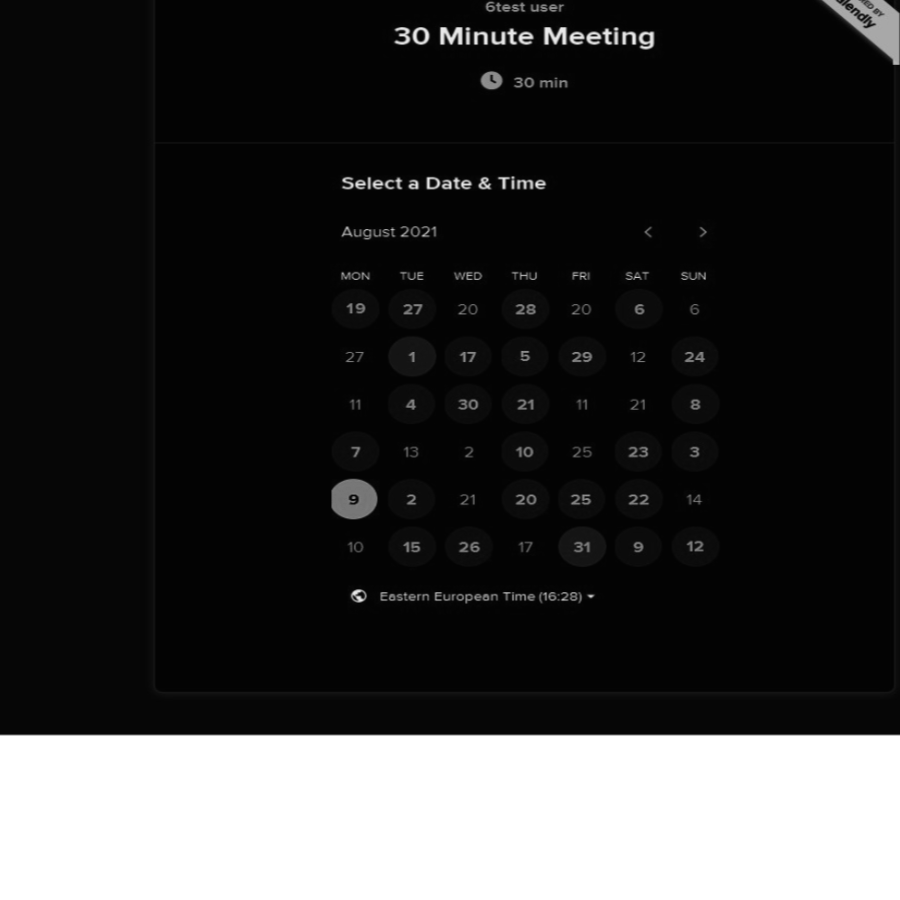 6test user
30 Minute Meeting
30 min
Select a Date & Time
August 2021
MON TUE WED THU FRI SAT SUN
19 27 20 28 20 6 6
27 1 17 5 29 12 24
11 4 30 21 11 21 8
7 13 2 10 25 23 3
9 2 21 20 25 22 14
10 15 26 17 31 9 12
Eastern European Time (16:28)